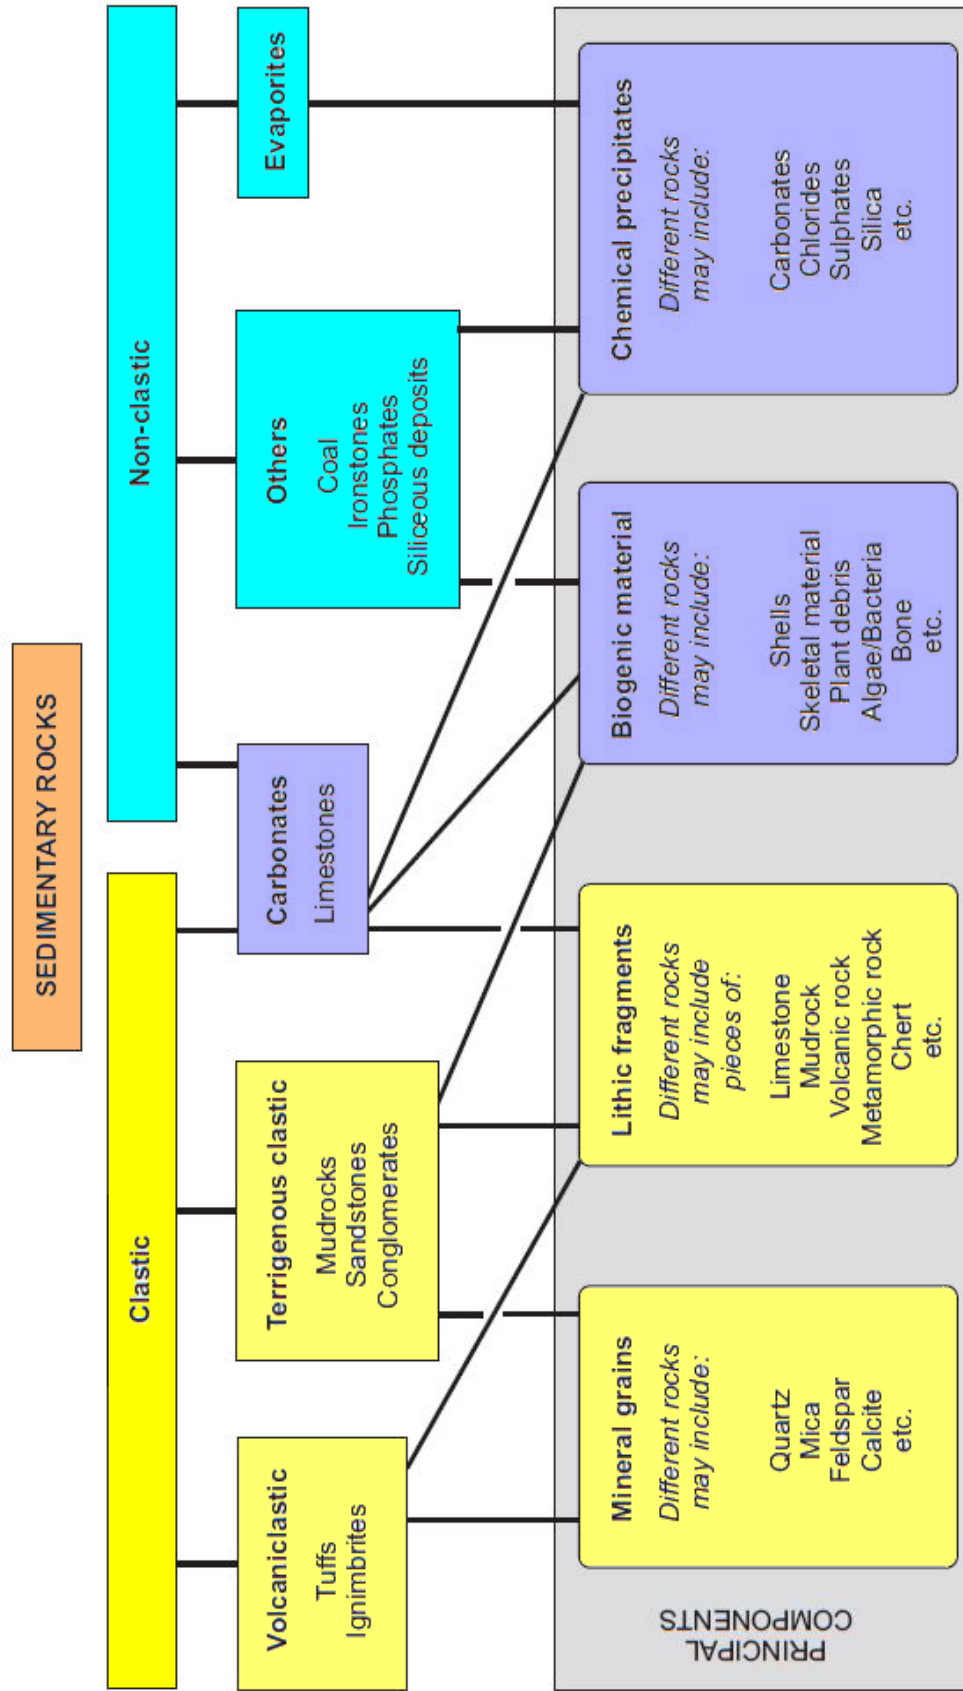 SEDIMENTARY ROCKS
Clastic
Non-clastic
Volcaniclastic
Tuffs
Ignimbrites
Terrigenous clastic
Mudrocks
Sandstones
Conglomerates
Carbonates
Limestones
Others
Coal
Ironstones
Phosphates
Siliceous deposits
Evaporites
PRINCIPAL
COMPONENTS
Mineral grains
Different rocks
may include:
Quartz
Mica
Feldspar
Calcite
etc.
Lithic fragments
Different rocks
may include
pieces of:
Limestone
Mudrock
Volcanic rock
Metamorphic rock
Chert
etc.
Biogenic material
Different rocks
may include:
Shells
Skeletal material
Plant debris
Algae/Bacteria
Bone
etc.
Chemical precipitates
Different rocks
may include:
Carbonates
Chlorides
Sulphates
Silica
etc.